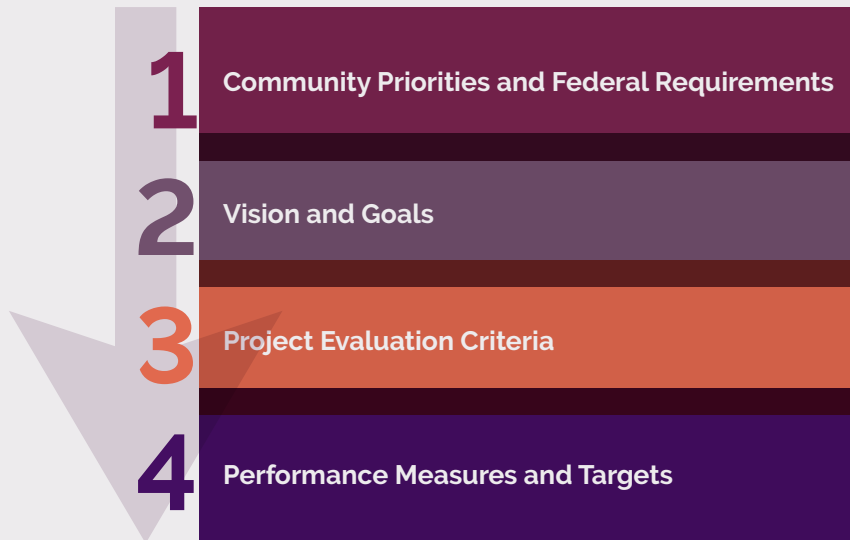 1 Community Priorities and Federal Requirements
2 Vision and Goals
3 Project Evaluation Criteria
4 Performance Measures and Targets